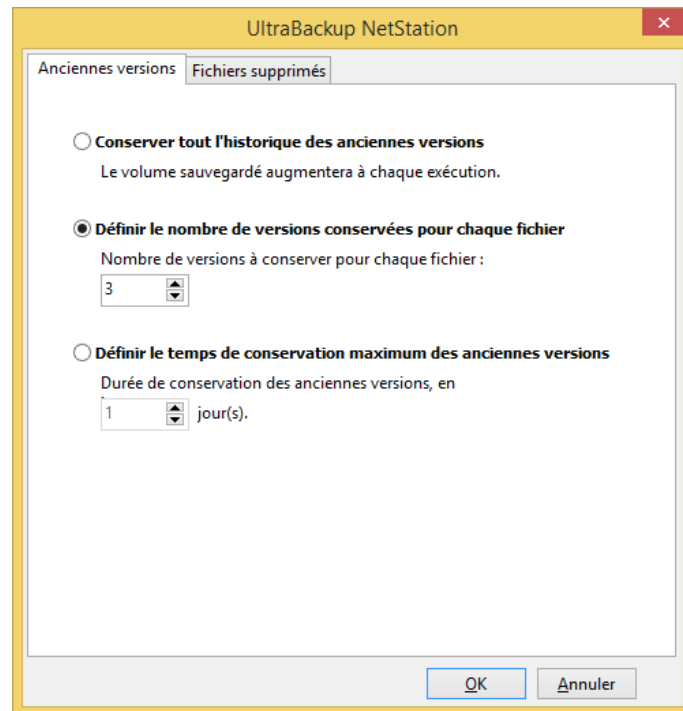 UltraBackup NetStation
Anciennes versions
Fichiers supprimés
Conserver tout l'historique des anciennes versions
Le volume sauvegardé augmentera à chaque exécution.
Définir le nombre de versions conservées pour chaque fichier
Nombre de versions à conserver pour chaque fichier :
3
Définir le temps de conservation maximum des anciennes versions
Durée de conservation des anciennes versions, en
1 jour(s).
OK
Annuler